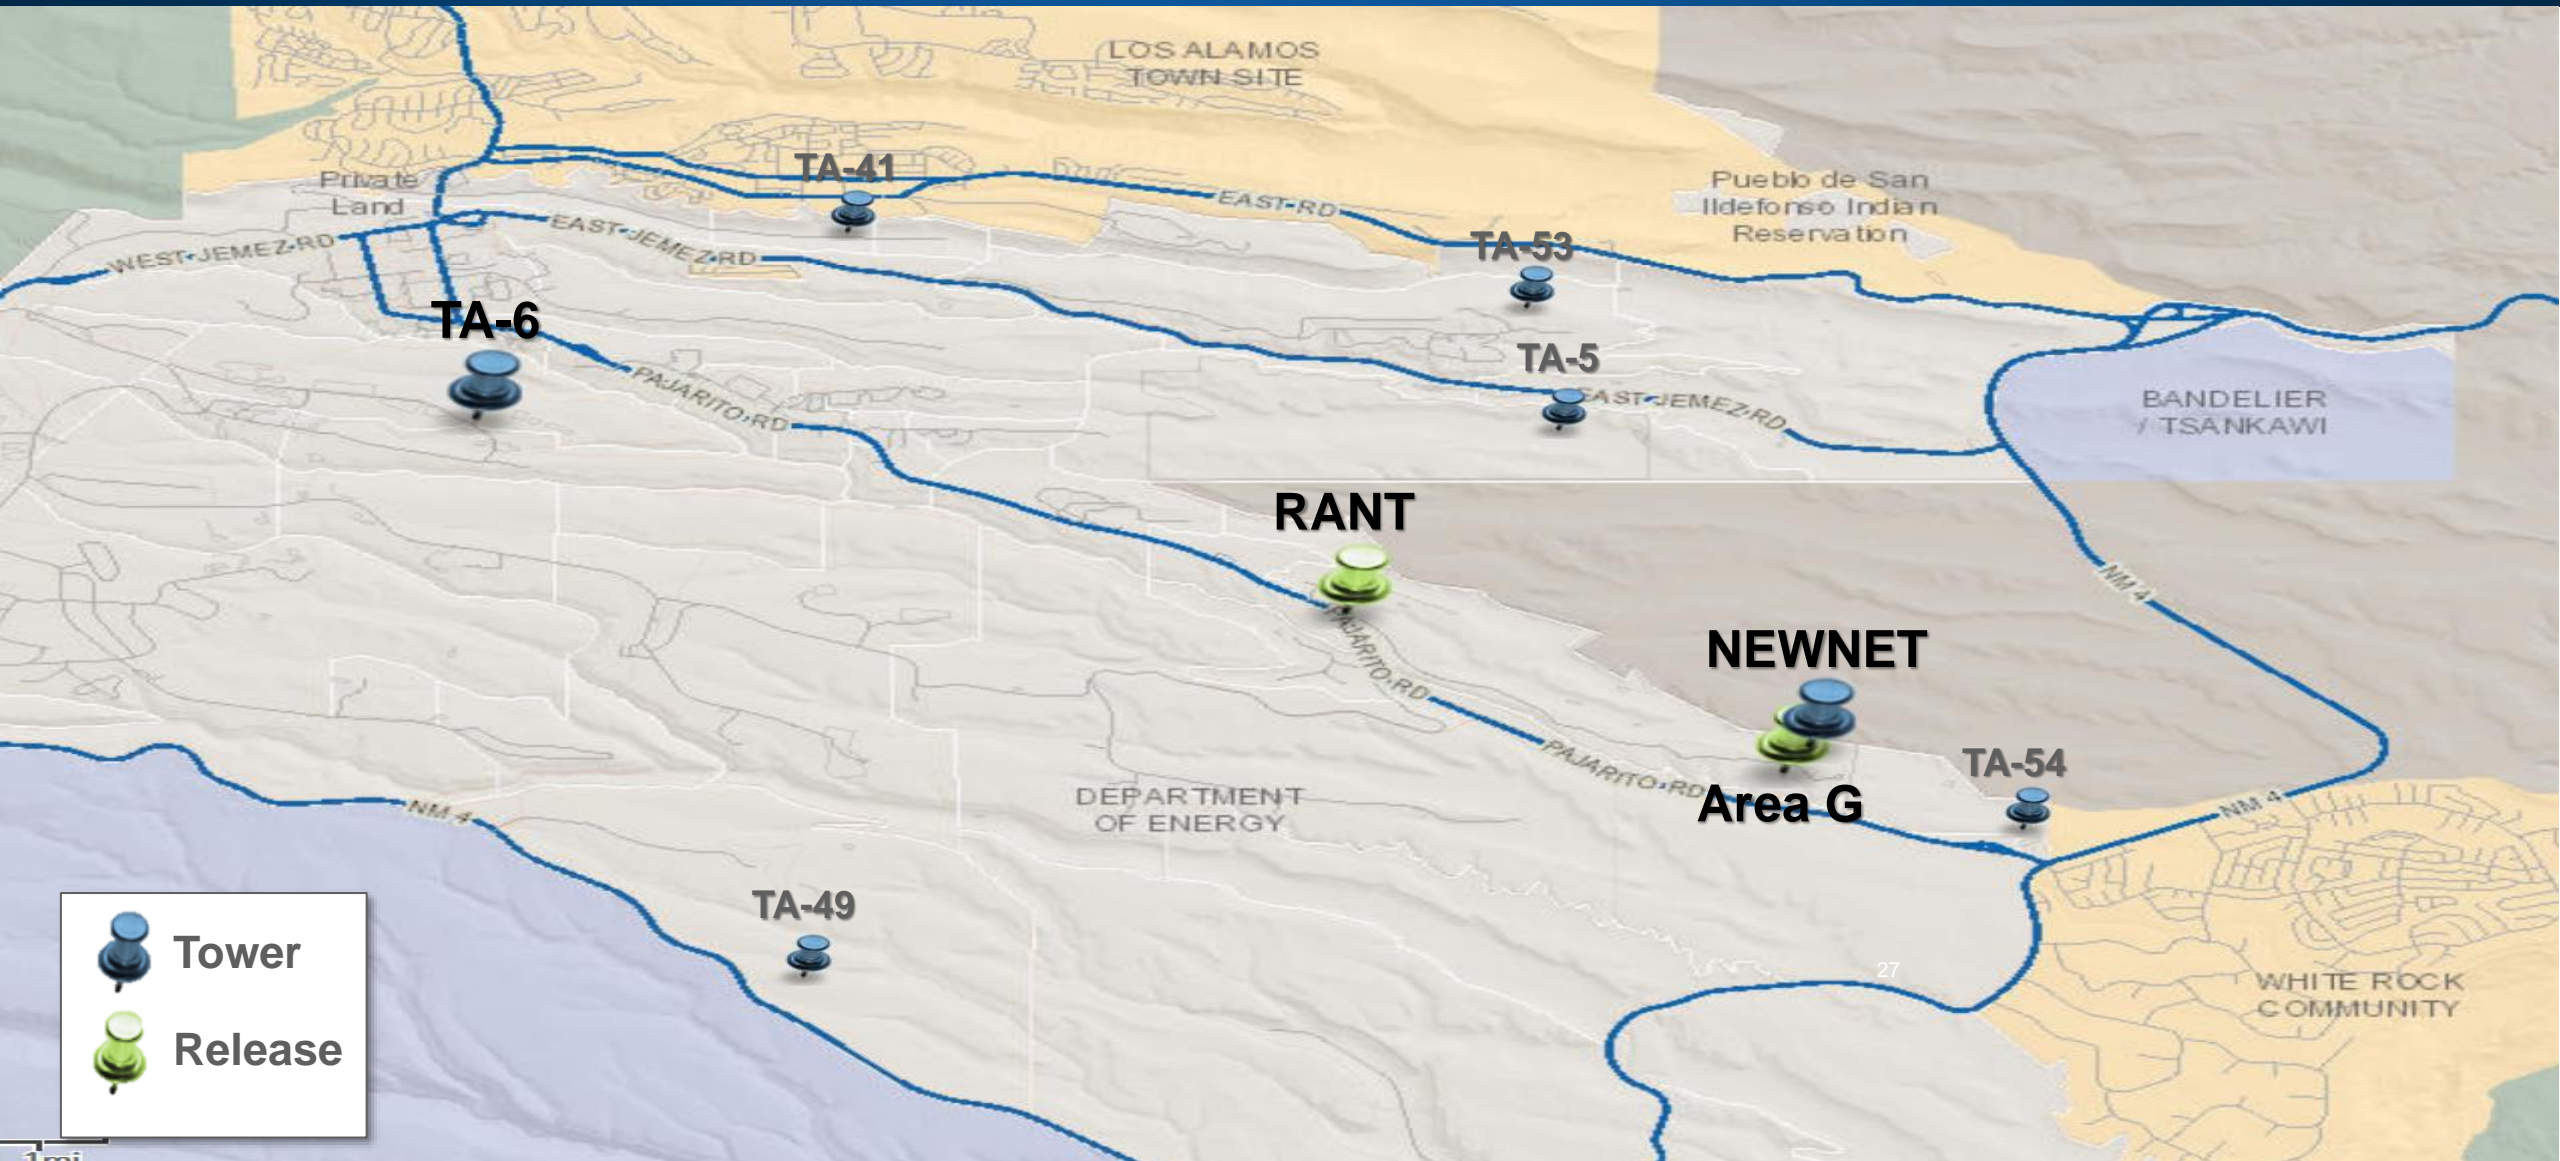 LOS ALAMOS
TOWN SITE
TA-41
Private
Land
Pueblo de San
Ildefonso Indian
Reservation
EAST RD
WEST JEMEZ RD
EAST JEMEZ RD
TA-53
TA-6
TA-5
PAJARITO RD
EAST JEMEZ RD
BANDELIER
/ TSANKAWI
RANT
NM 4
PAJARITO RD
NEWNET
PAJARITO RD
TA-54
Area G
DEPARTMENT
OF ENERGY
NM 4
NM 4
TA-49
Tower
27
WHITE ROCK
COMMUNITY
Release
1mi